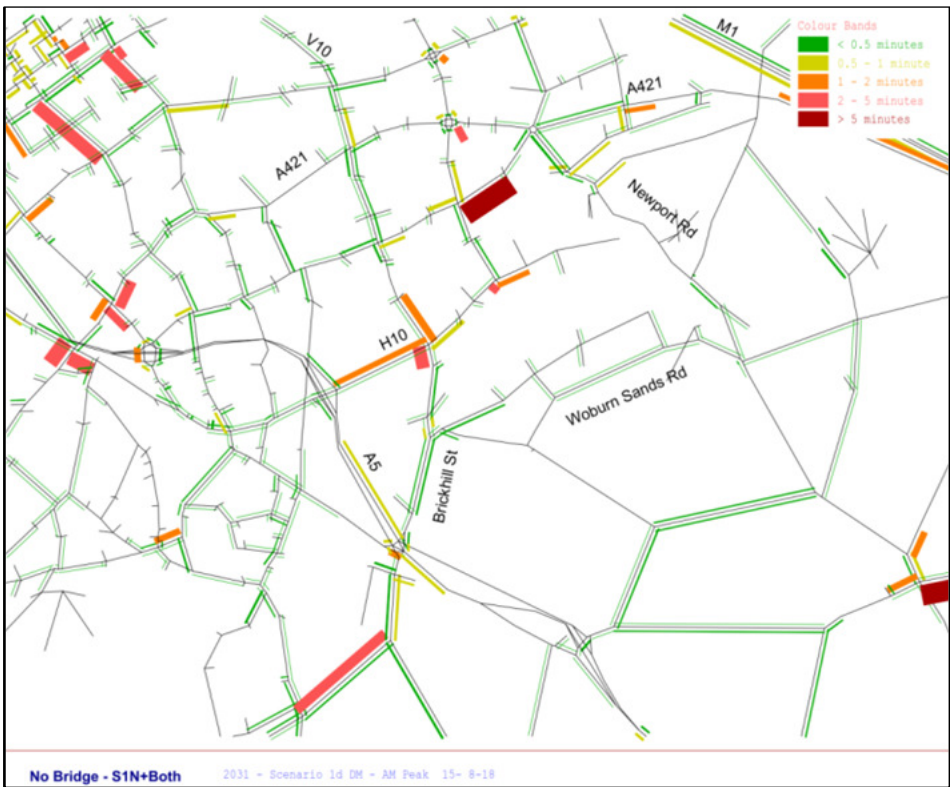 M1
Colour Bands
< 0.5 minutes
0.5 - 1 minute
1 - 2 minutes
2 - 5 minutes
> 5 minutes
V10
A421
A421
Newport Rd
H10
Woburn Sands Rd
A5
Brickhill St
No Bridge - S1N+Both 2031 - Scenario 1d DM - AM Peak 15- 8-18